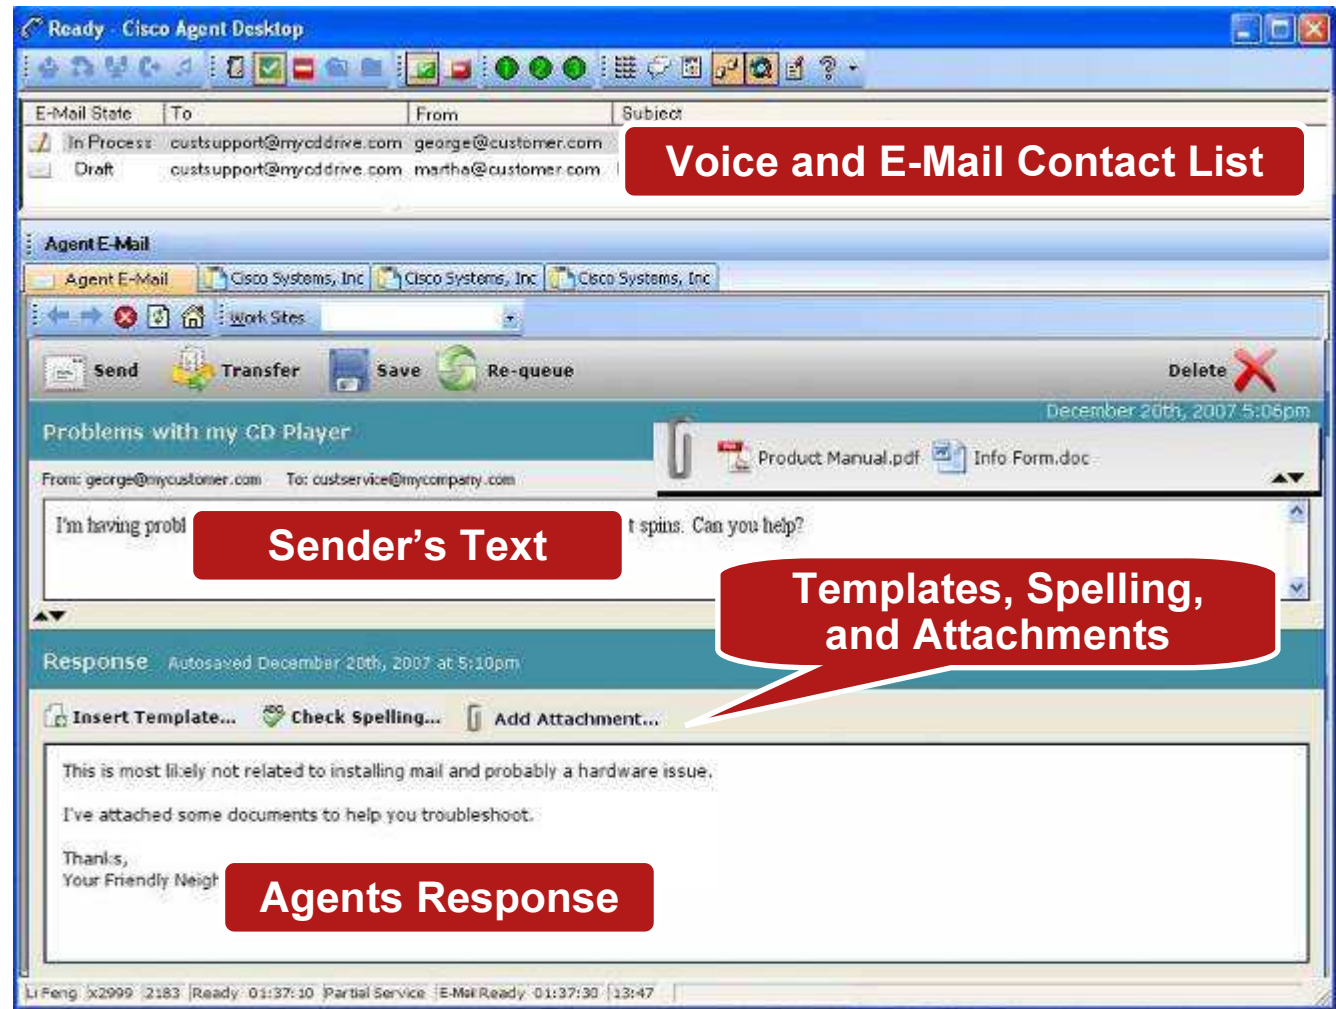 Ready - Cisco Agent Desktop
E-Mail State To From Subject
In Process custsupport@mycddrive.com george@customer.com
Draft custsupport@mycddrive.com martha@customer.com
Voice and E-Mail Contact List
Agent E-Mail
Agent E-Mail Cisco Systems, Inc Cisco Systems, Inc Cisco Systems, Inc
Work Sites
Send Transfer Save Re-queue Delete
December 20th, 2007 5:06pm
Problems with my CD Player
Product Manual.pdf Info Form.doc
From: george@mycustomer.com To: custservice@mycompany.com
I'm having probl t spins. Can you help?
Sender's Text
Templates, Spelling,
and Attachments
Response Autosaved December 20th, 2007 at 5:10pm
Insert Template... Check Spelling... Add Attachment...
This is most likely not related to installing mail and probably a hardware issue.
I've attached some documents to help you troubleshoot.
Thanks,
Your Friendly Neigh
Agents Response
Li Feng x2999 2183 Ready 01:37:10 Partial Service E-Mail Ready 01:37:30 13:47